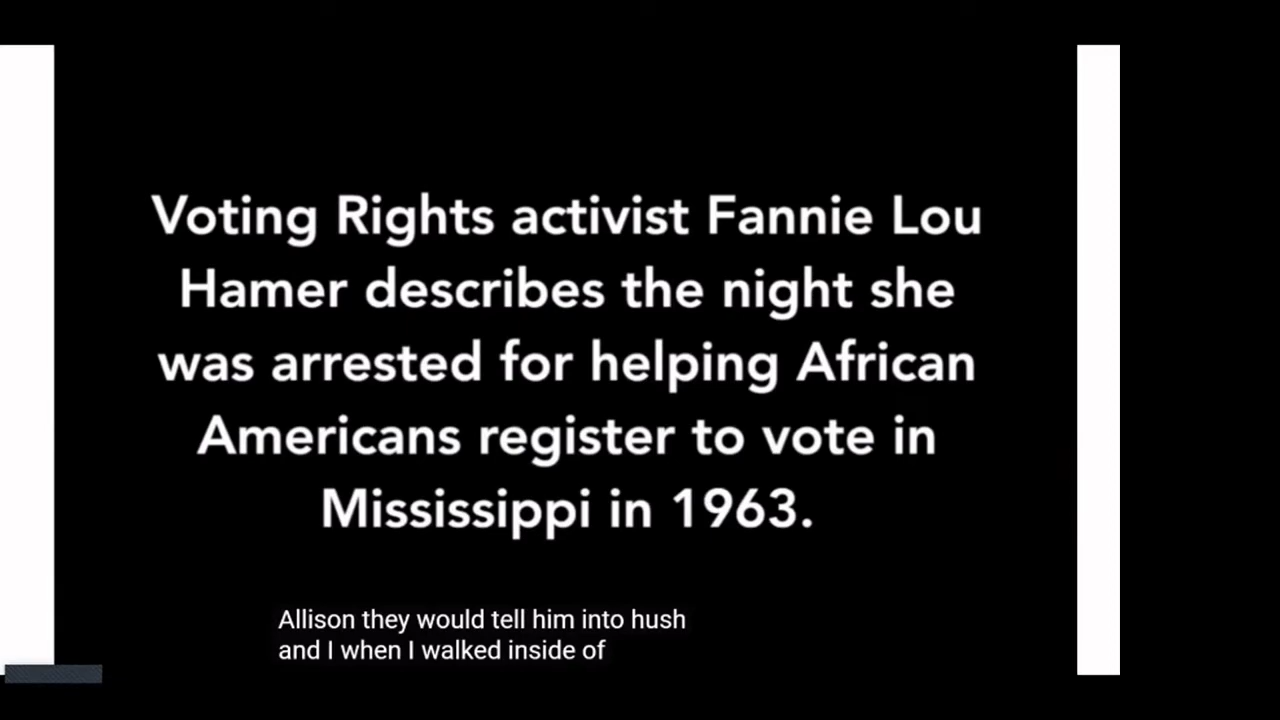 Voting Rights activist Fannie Lou
Hamer describes the night she
was arrested for helping African
Americans register to vote in
Mississippi in 1963.
Allison they would tell him into hush
and I when I walked inside of